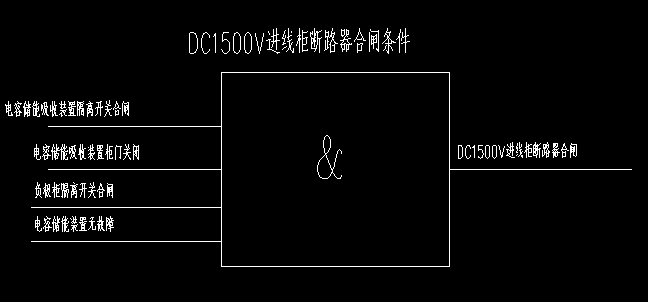 DC1500V进线柜断路器合闸条件
电容储能吸收装置隔离开关合闸
电容储能吸收装置柜门关闭
&
DC1500V进线柜断路器合闸
负极柜隔离开关合闸
电容储能装置无故障